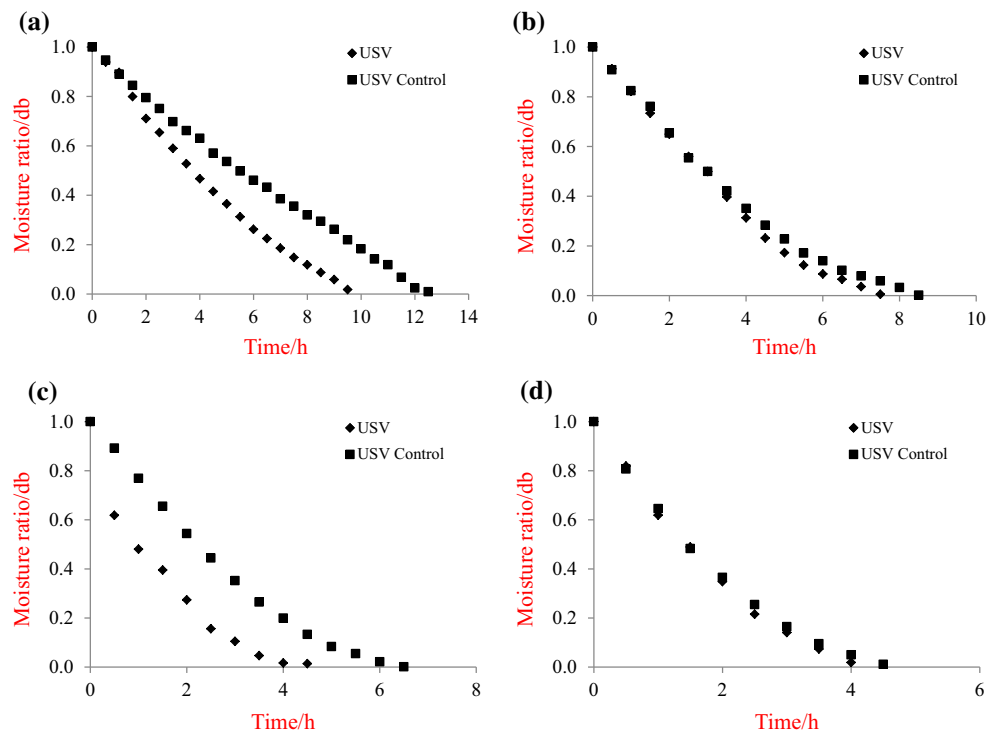 (a)
USV
USV Control
Moisture ratio/db
1.0
0.8
0.6
0.4
0.2
0.0
0 2 4 6 8 10 12 14
Time/h
(b)
USV
USV Control
Moisture ratio/db
1.0
0.8
0.6
0.4
0.2
0.0
0 2 4 6 8 10
Time/h
(c)
USV
USV Control
Moisture ratio/db
1.0
0.8
0.6
0.4
0.2
0.0
0 2 4 6 8
Time/h
(d)
USV
USV Control
Moisture ratio/db
1.0
0.8
0.6
0.4
0.2
0.0
0 2 4 6
Time/h